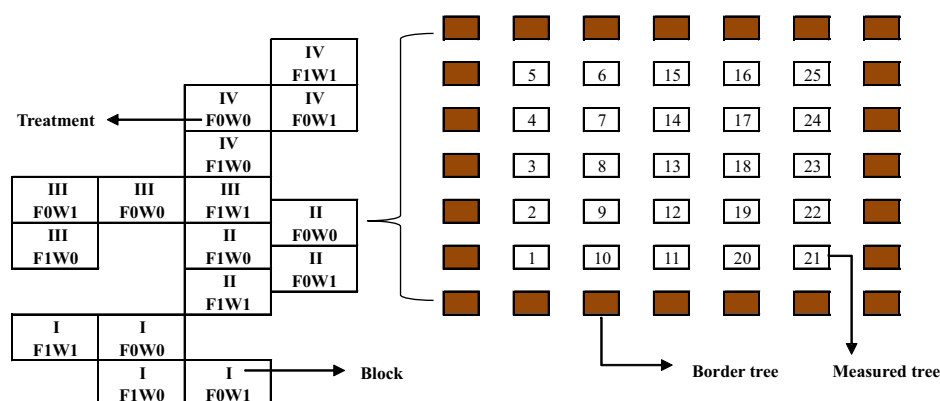 IV
F1W1
IV
F0W0
IV
F0W1
Treatment
IV
F1W0
III
F0W1
III
F0W0
III
F1W1
II
F0W0
III
F1W0
II
F1W0
II
F0W1
II
F1W1
I
F1W1
I
F0W0
I
F1W0
I
F0W1
Block
5 6 15 16 25
4 7 14 17 24
3 8 13 18 23
2 9 12 19 22
1 10 11 20 21
Border tree
Measured tree